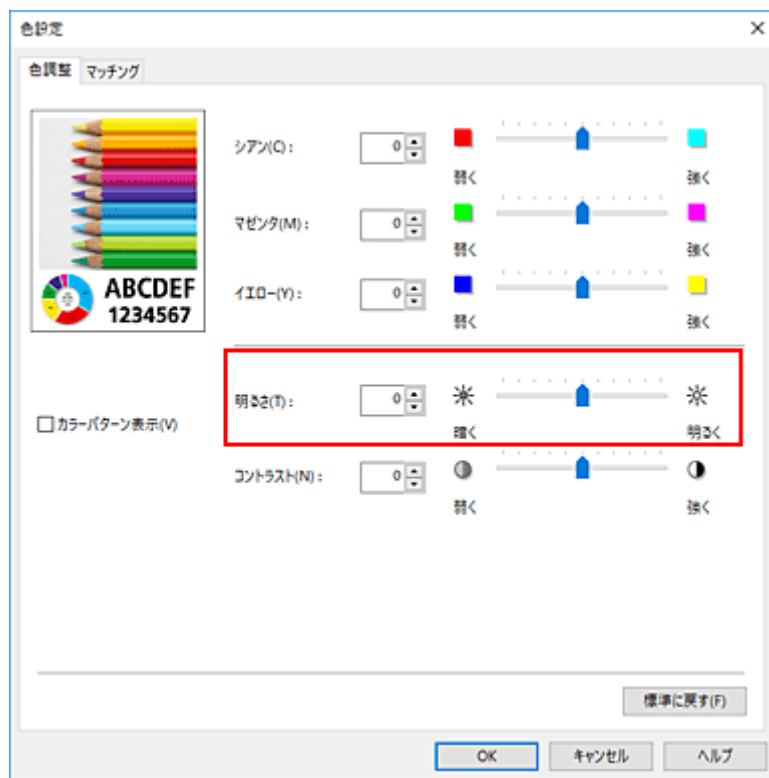 色設定
色調整 マッチング
シアン(C): 0
弱く 強く
マゼンタ(M): 0
弱く 強く
イエロー(Y): 0
弱く 強く
ABCDEF
1234567
明るさ(T): 0
暗く 明るく
カラーパターン表示(V)
コントラスト(N): 0
弱く 強く
標準に戻す(F)
OK キャンセル ヘルプ